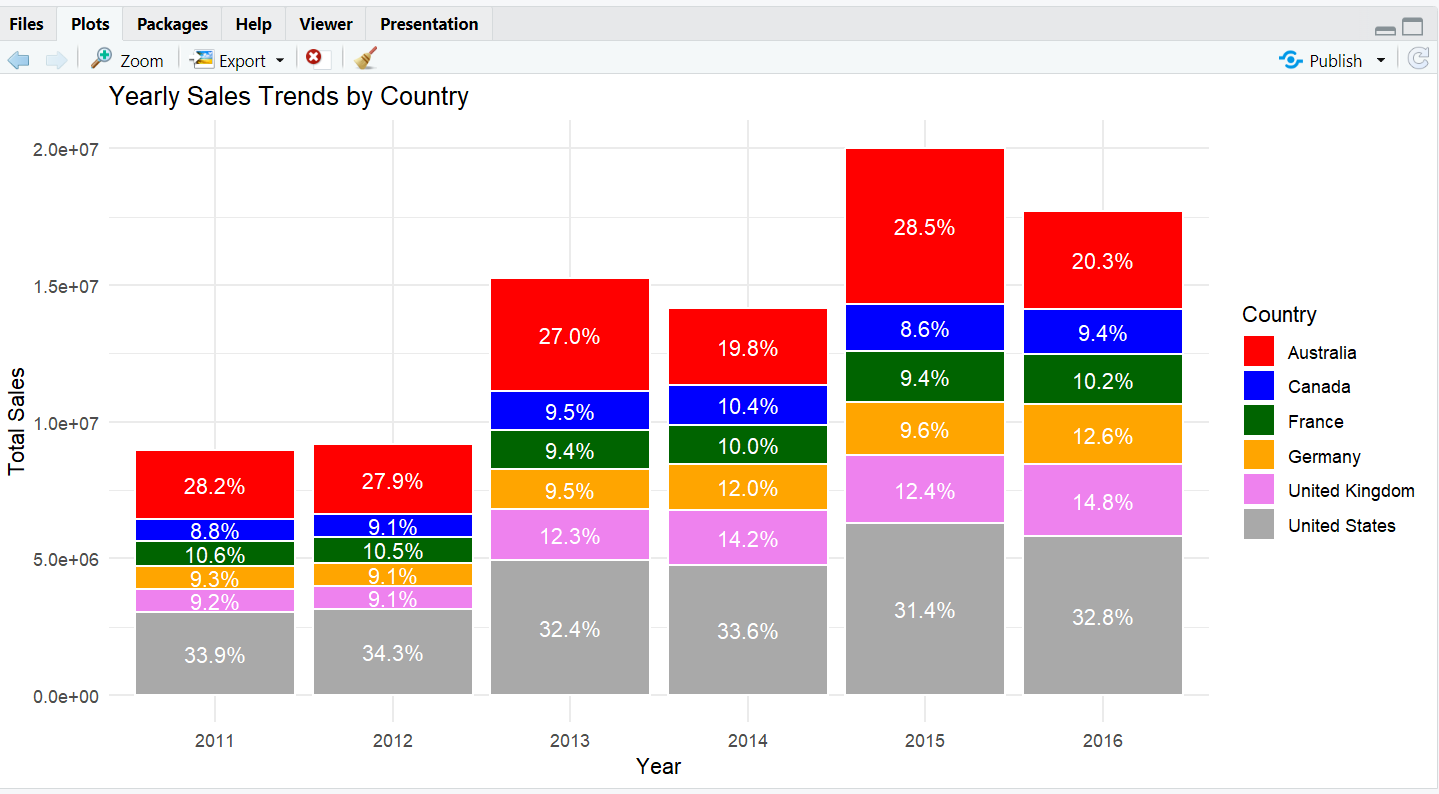 Files Plots Packages Help Viewer Presentation
Zoom Export Publish
Yearly Sales Trends by Country
2.0e+07
1.5e+07
1.0e+07
5.0e+06
0.0e+00
Total Sales
28.2%
8.8%
10.6%
9.3%
9.2%
33.9%
27.9%
9.1%
10.5%
9.1%
9.1%
34.3%
27.0%
9.5%
9.4%
9.5%
12.3%
32.4%
19.8%
10.4%
10.0%
12.0%
14.2%
33.6%
28.5%
8.6%
9.4%
9.6%
12.4%
31.4%
20.3%
9.4%
10.2%
12.6%
14.8%
32.8%
2011 2012 2013 2014 2015 2016
Year
Country
Australia
Canada
France
Germany
United Kingdom
United States